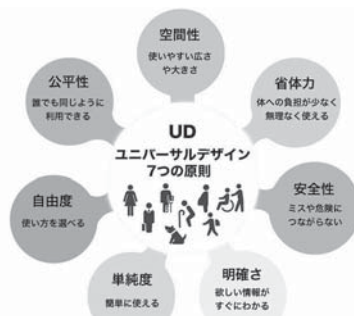 空間性
使いやすい広さ
や大きさ
公平性
誰でも同じように
利用できる
省体力
体への負担が少なく
無理なく使える
UD
ユニバーサルデザイン
7つの原則
自由度
使い方を選べる
安全性
ミスや危険に
つながらない
単純度
簡単に使える
明確さ
欲しい情報が
すぐにわかる